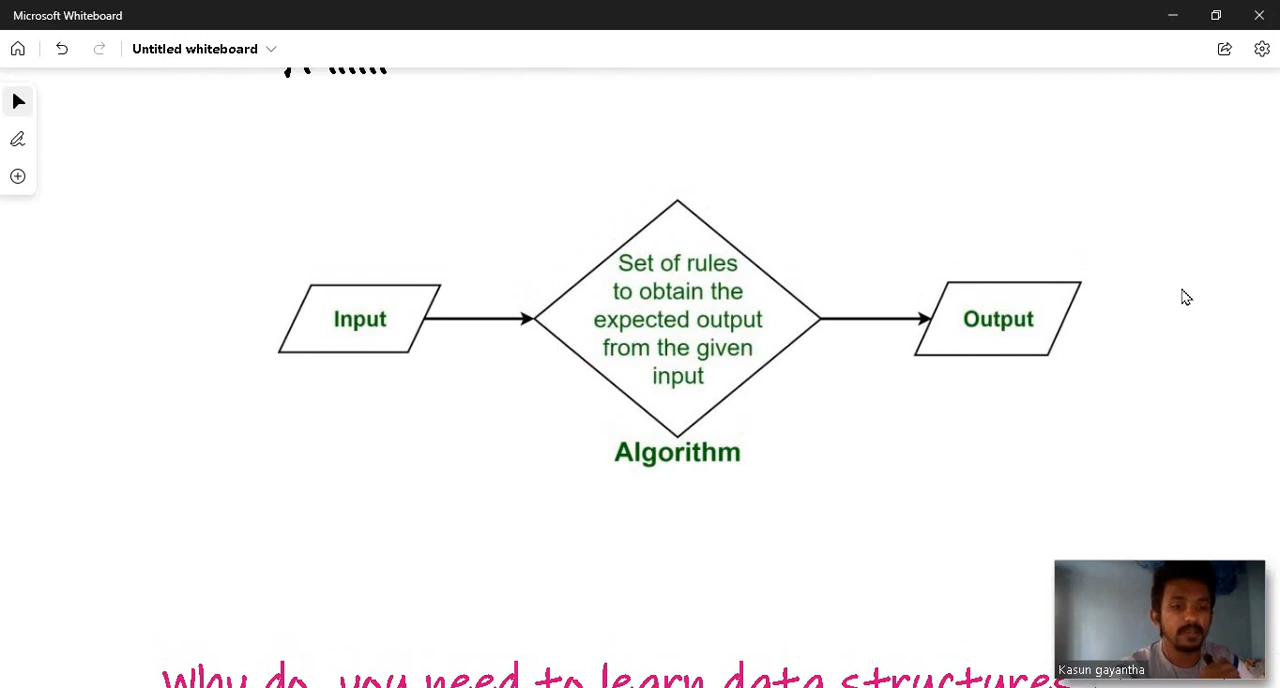 Microsoft Whiteboard
Untitled whiteboard
Input
Set of rules
to obtain the
expected output
from the given
input
Output
Algorithm
Why do you need to learn data structures
Kasun gayantha